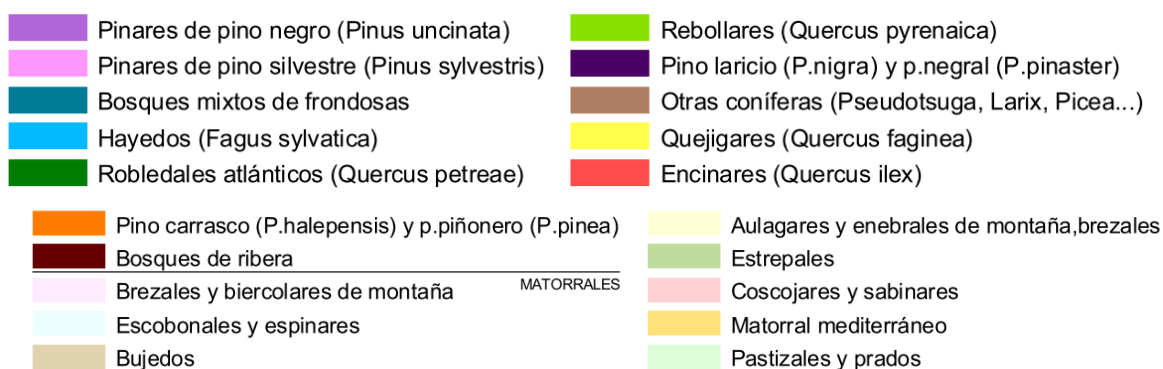 Pinares de pino negro (Pinus uncinata)
Pinares de pino silvestre (Pinus sylvestris)
Bosques mixtos de frondosas
Hayedos (Fagus sylvatica)
Robledales atlánticos (Quercus petreae)
Rebollares (Quercus pyrenaica)
Pino laricio (P.nigra) y p.negral (P.pinaster)
Otras coníferas (Pseudotsuga, Larix, Picea...)
Quejigares (Quercus faginea)
Encinares (Quercus ilex)
Pino carrasco (P.halepensis) y p.piñonero (P.pinea)
Bosques de ribera
MATORRALES
Brezales y biercolares de montaña
Escobonales y espinares
Bujedos
Aulagares y enebrales de montaña,brezales
Estrepales
Coscojares y sabinares
Matorral mediterráneo
Pastizales y prados